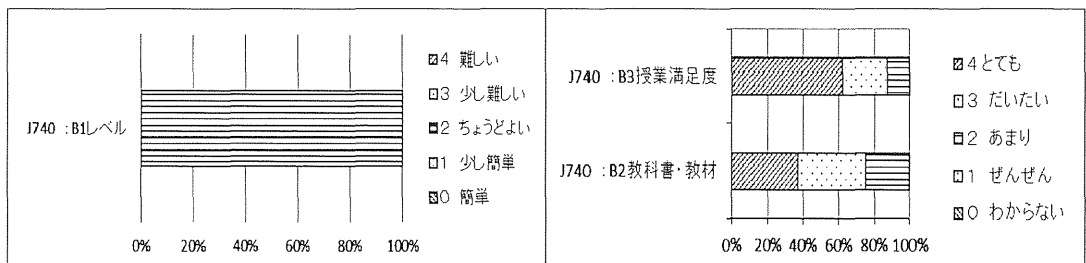 J740 ：B1レベル
0% 20% 40% 60% 80% 100%
4 難しい
3 少し難しい
2 ちょうどよい
1 少し簡単
0 簡単
0% 20% 40% 60% 80% 100%
J740 ：B3授業満足度
J740 ：B2教科書・教材
4 とても
3 だいたい
2 あまり
1 ぜんぜん
0 わからない